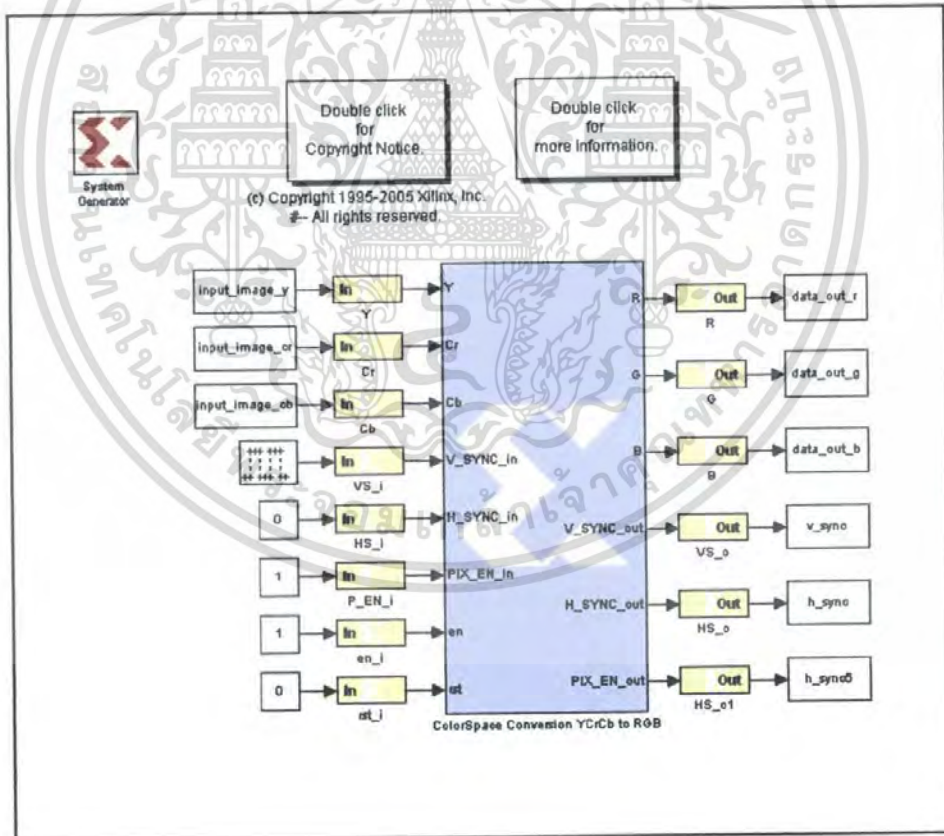 Double click
for
Copyright Notice.
Double click
for
more Information.
System
Generator
(c) Copyright 1995-2005 Xilinx, Inc.
#-- All rights reserved.
input_image_y
In
Y
Y
R
Out
R
data_out_r
input_image_cr
In
Cr
Cr
G
Out
G
data_out_g
input_image_cb
In
Cb
Cb
B
Out
B
data_out_b
In
VS_i
V_SYNC_in
V_SYNC_out
Out
VS_o
v_sync
0
In
HS_i
H_SYNC_in
H_SYNC_out
Out
HS_o
h_sync
1
In
P_EN_i
PIX_EN_in
PIX_EN_out
Out
HS_o1
h_sync5
1
In
en_i
en
0
In
rst_i
rst
ColorSpace Conversion YCrCb to RGB